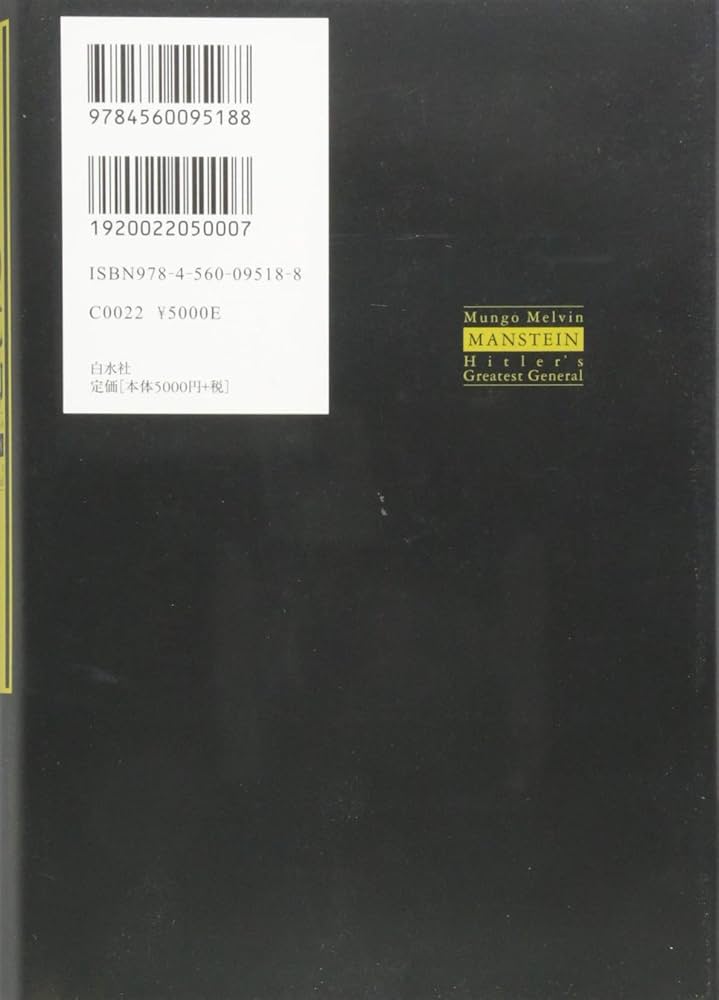 9784560095188
1920022050007
ISBN978-4-560-09518-8
C0022 ¥5000E
白水社
定価[本体5000円+税]
Mungo Melvin
MANSTEIN
Hitler's
Greatest General